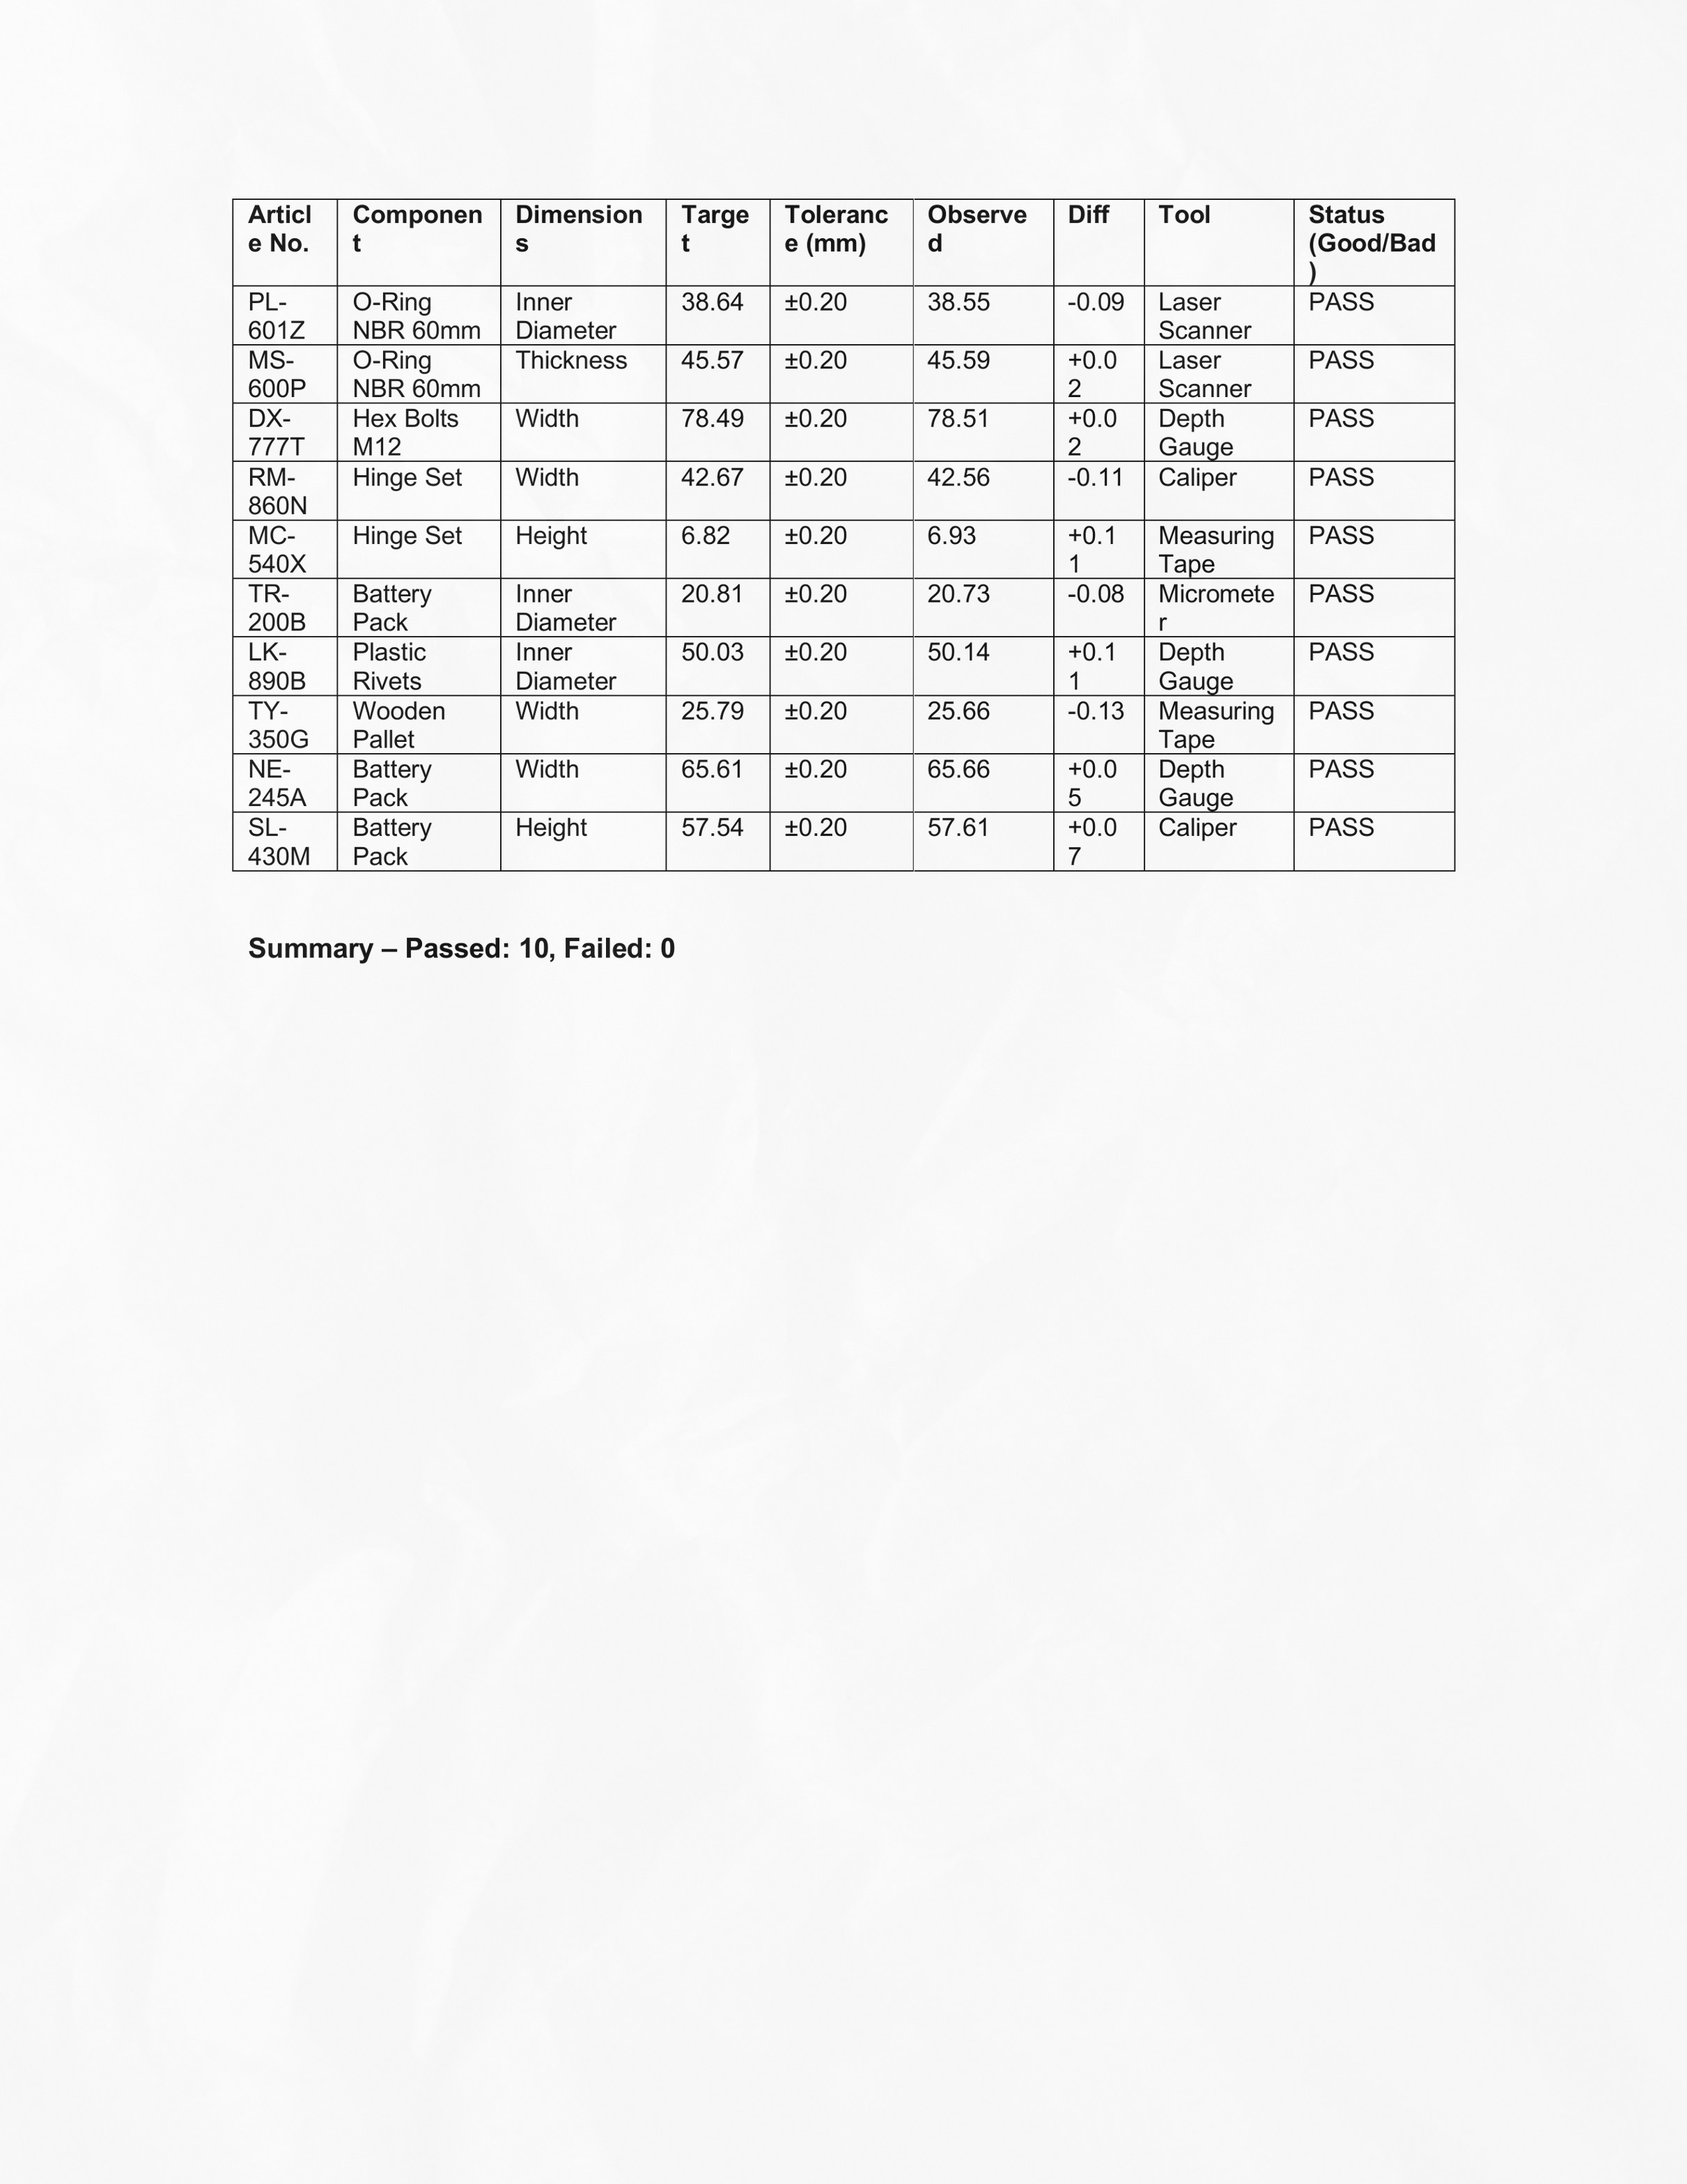 Article No. Component Dimensions Target Tolerance (mm) Observed Diff Tool Status (Good/Bad)
PL-601Z O-Ring NBR 60mm Inner Diameter 38.64 ±0.20 38.55 -0.09 Laser Scanner PASS
MS-600P O-Ring NBR 60mm Thickness 45.57 ±0.20 45.59 +0.02 Laser Scanner PASS
DX-777T Hex Bolts M12 Width 78.49 ±0.20 78.51 +0.02 Depth Gauge PASS
RM-860N Hinge Set Width 42.67 ±0.20 42.56 -0.11 Caliper PASS
MC-540X Hinge Set Height 6.82 ±0.20 6.93 +0.11 Measuring Tape PASS
TR-200B Battery Pack Inner Diameter 20.81 ±0.20 20.73 -0.08 Micrometer PASS
LK-890B Plastic Rivets Inner Diameter 50.03 ±0.20 50.14 +0.11 Depth Gauge PASS
TY-350G Wooden Pallet Width 25.79 ±0.20 25.66 -0.13 Measuring Tape PASS
NE-245A Battery Pack Width 65.61 ±0.20 65.66 +0.05 Depth Gauge PASS
SL-430M Battery Pack Height 57.54 ±0.20 57.61 +0.07 Caliper PASS
Summary – Passed: 10, Failed: 0